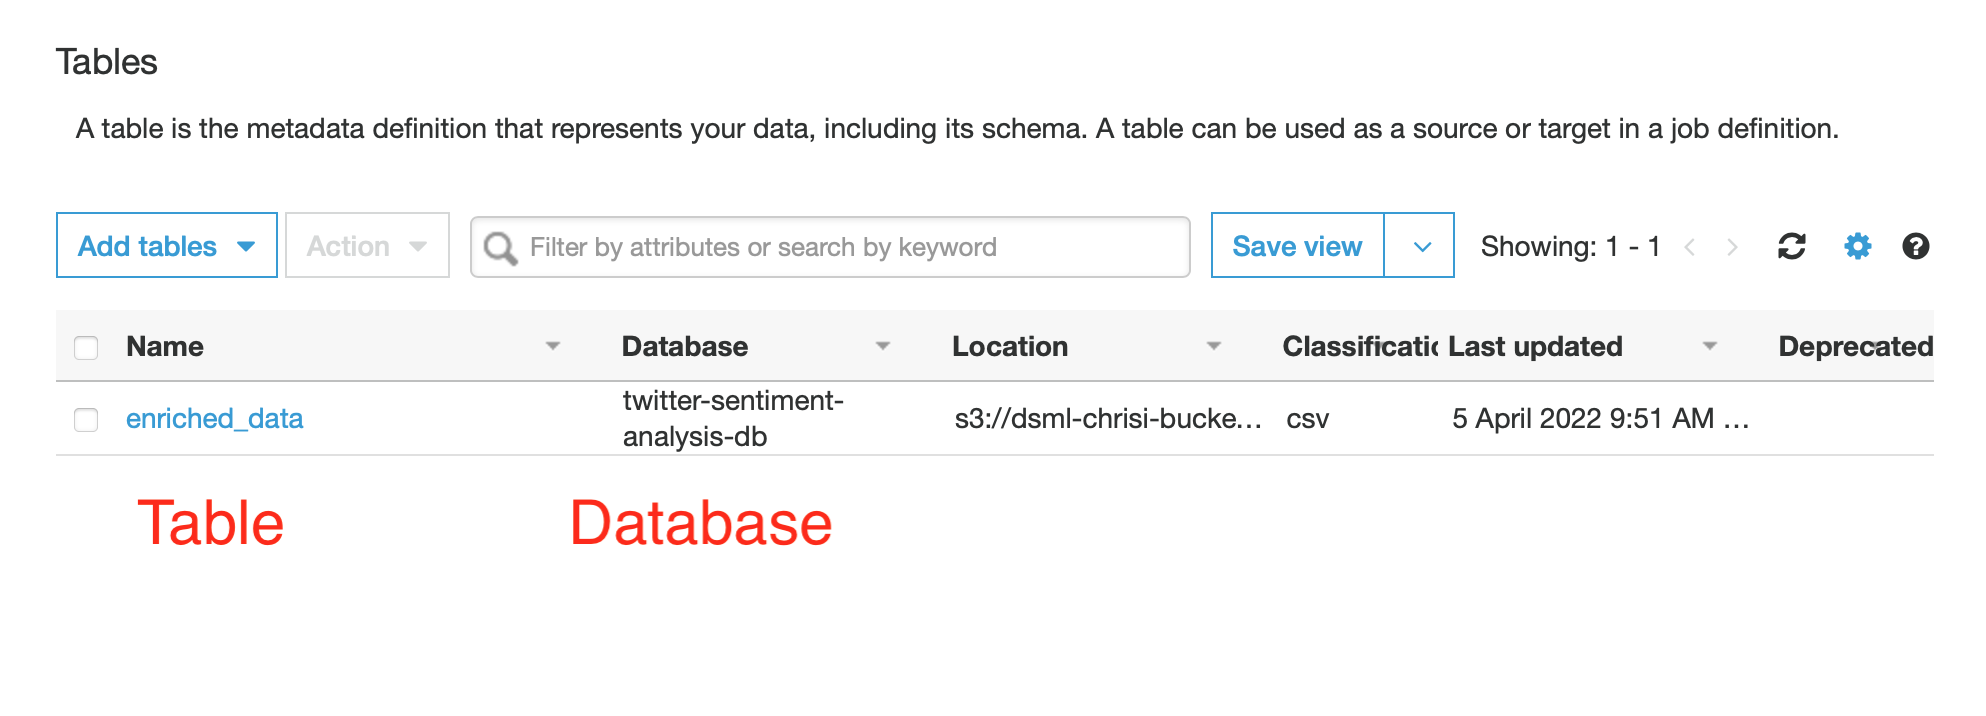 Tables
A table is the metadata definition that represents your data, including its schema. A table can be used as a source or target in a job definition.
Add tables Action Filter by attributes or search by keyword Save view Showing: 1 - 1
Name Database Location Classificatic Last updated Deprecated
enriched_data twitter-sentiment- s3://dsml-chrisi-bucke... csv 5 April 2022 9:51 AM ...
analysis-db
Table Database